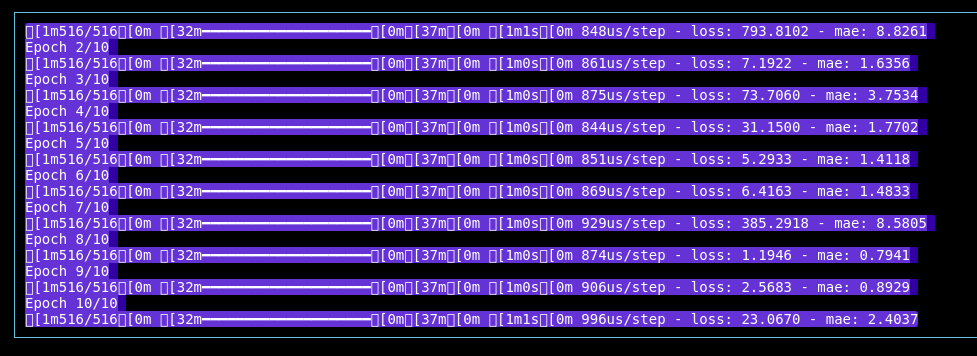 [1m516/516[0m [32m━━━━━━━━━━━━━━━━━━━━[0m[37m[0m [1m1s[0m 848us/step - loss: 793.8102 - mae: 8.8261
Epoch 2/10
[1m516/516[0m [32m━━━━━━━━━━━━━━━━━━━━[0m[37m[0m [1m0s[0m 861us/step - loss: 7.1922 - mae: 1.6356
Epoch 3/10
[1m516/516[0m [32m━━━━━━━━━━━━━━━━━━━━[0m[37m[0m [1m0s[0m 875us/step - loss: 73.7060 - mae: 3.7534
Epoch 4/10
[1m516/516[0m [32m━━━━━━━━━━━━━━━━━━━━[0m[37m[0m [1m0s[0m 844us/step - loss: 31.1500 - mae: 1.7702
Epoch 5/10
[1m516/516[0m [32m━━━━━━━━━━━━━━━━━━━━[0m[37m[0m [1m0s[0m 851us/step - loss: 5.2933 - mae: 1.4118
Epoch 6/10
[1m516/516[0m [32m━━━━━━━━━━━━━━━━━━━━[0m[37m[0m [1m0s[0m 869us/step - loss: 6.4163 - mae: 1.4833
Epoch 7/10
[1m516/516[0m [32m━━━━━━━━━━━━━━━━━━━━[0m[37m[0m [1m0s[0m 929us/step - loss: 385.2918 - mae: 8.5805
Epoch 8/10
[1m516/516[0m [32m━━━━━━━━━━━━━━━━━━━━[0m[37m[0m [1m0s[0m 874us/step - loss: 1.1946 - mae: 0.7941
Epoch 9/10
[1m516/516[0m [32m━━━━━━━━━━━━━━━━━━━━[0m[37m[0m [1m0s[0m 906us/step - loss: 2.5683 - mae: 0.8929
Epoch 10/10
[1m516/516[0m [32m━━━━━━━━━━━━━━━━━━━━[0m[37m[0m [1m1s[0m 996us/step - loss: 23.0670 - mae: 2.4037